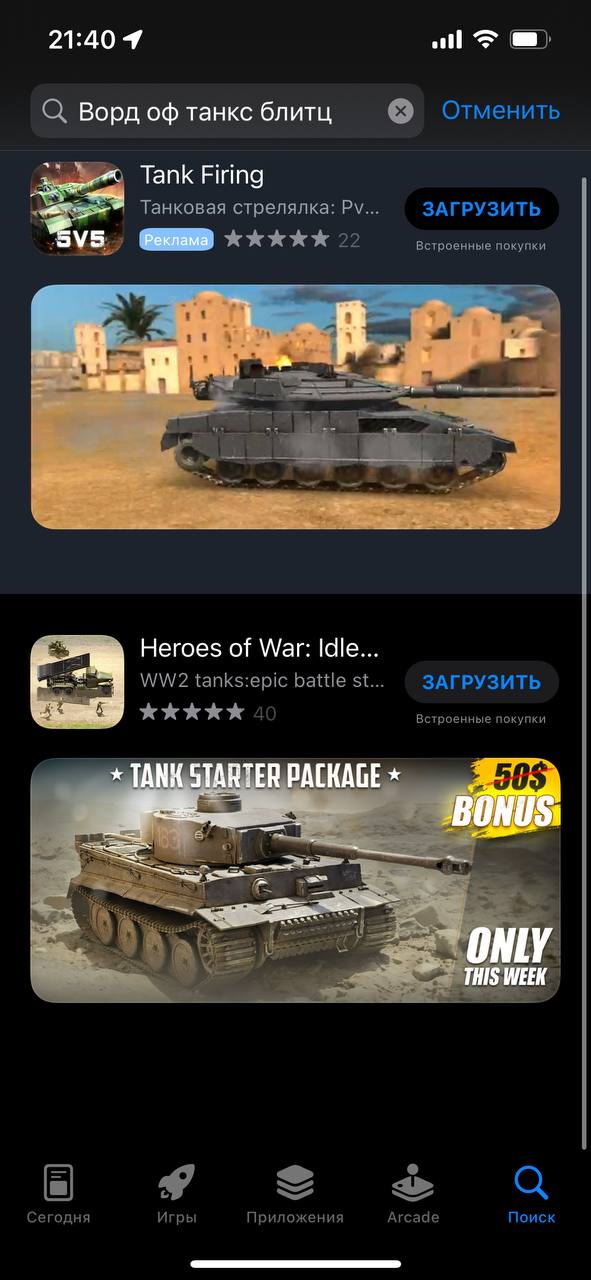 21:40
Ворд оф танкс блитц
Отменить
Tank Firing
Танковая стрелялка: Pv...
Реклама
22
ЗАГРУЗИТЬ
Встроенные покупки
5V5
Heroes of War: Idle...
WW2 tanks:epic battle st...
40
ЗАГРУЗИТЬ
Встроенные покупки
TANK STARTER PACKAGE
50$
BONUS
183
ONLY
THIS WEEK
Сегодня
Игры
Приложения
Arcade
Поиск